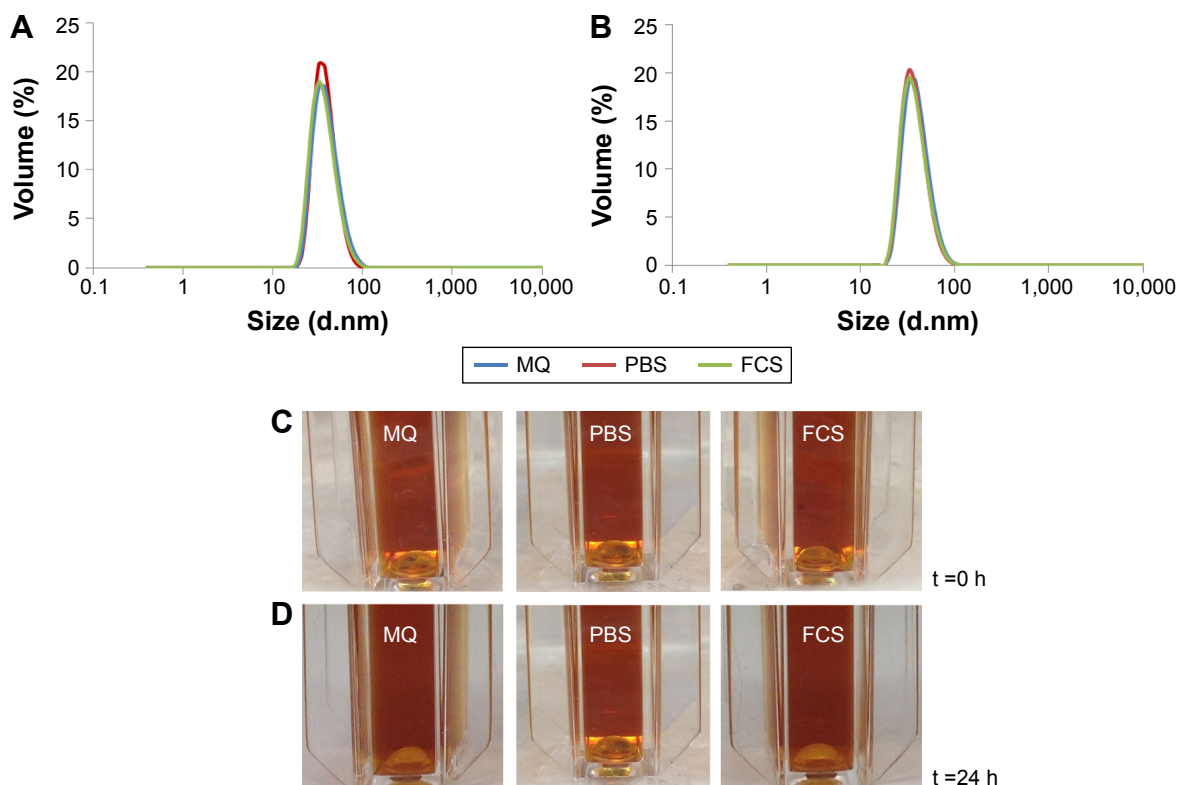 A
25
20
15
10
5
0
Volume (%)
0.1 1 10 100 1,000 10,000
Size (d.nm)
B
25
20
15
10
5
0
Volume (%)
0.1 1 10 100 1,000 10,000
Size (d.nm)
MQ PBS FCS
C
MQ PBS FCS
t =0 h
D
MQ PBS FCS
t =24 h